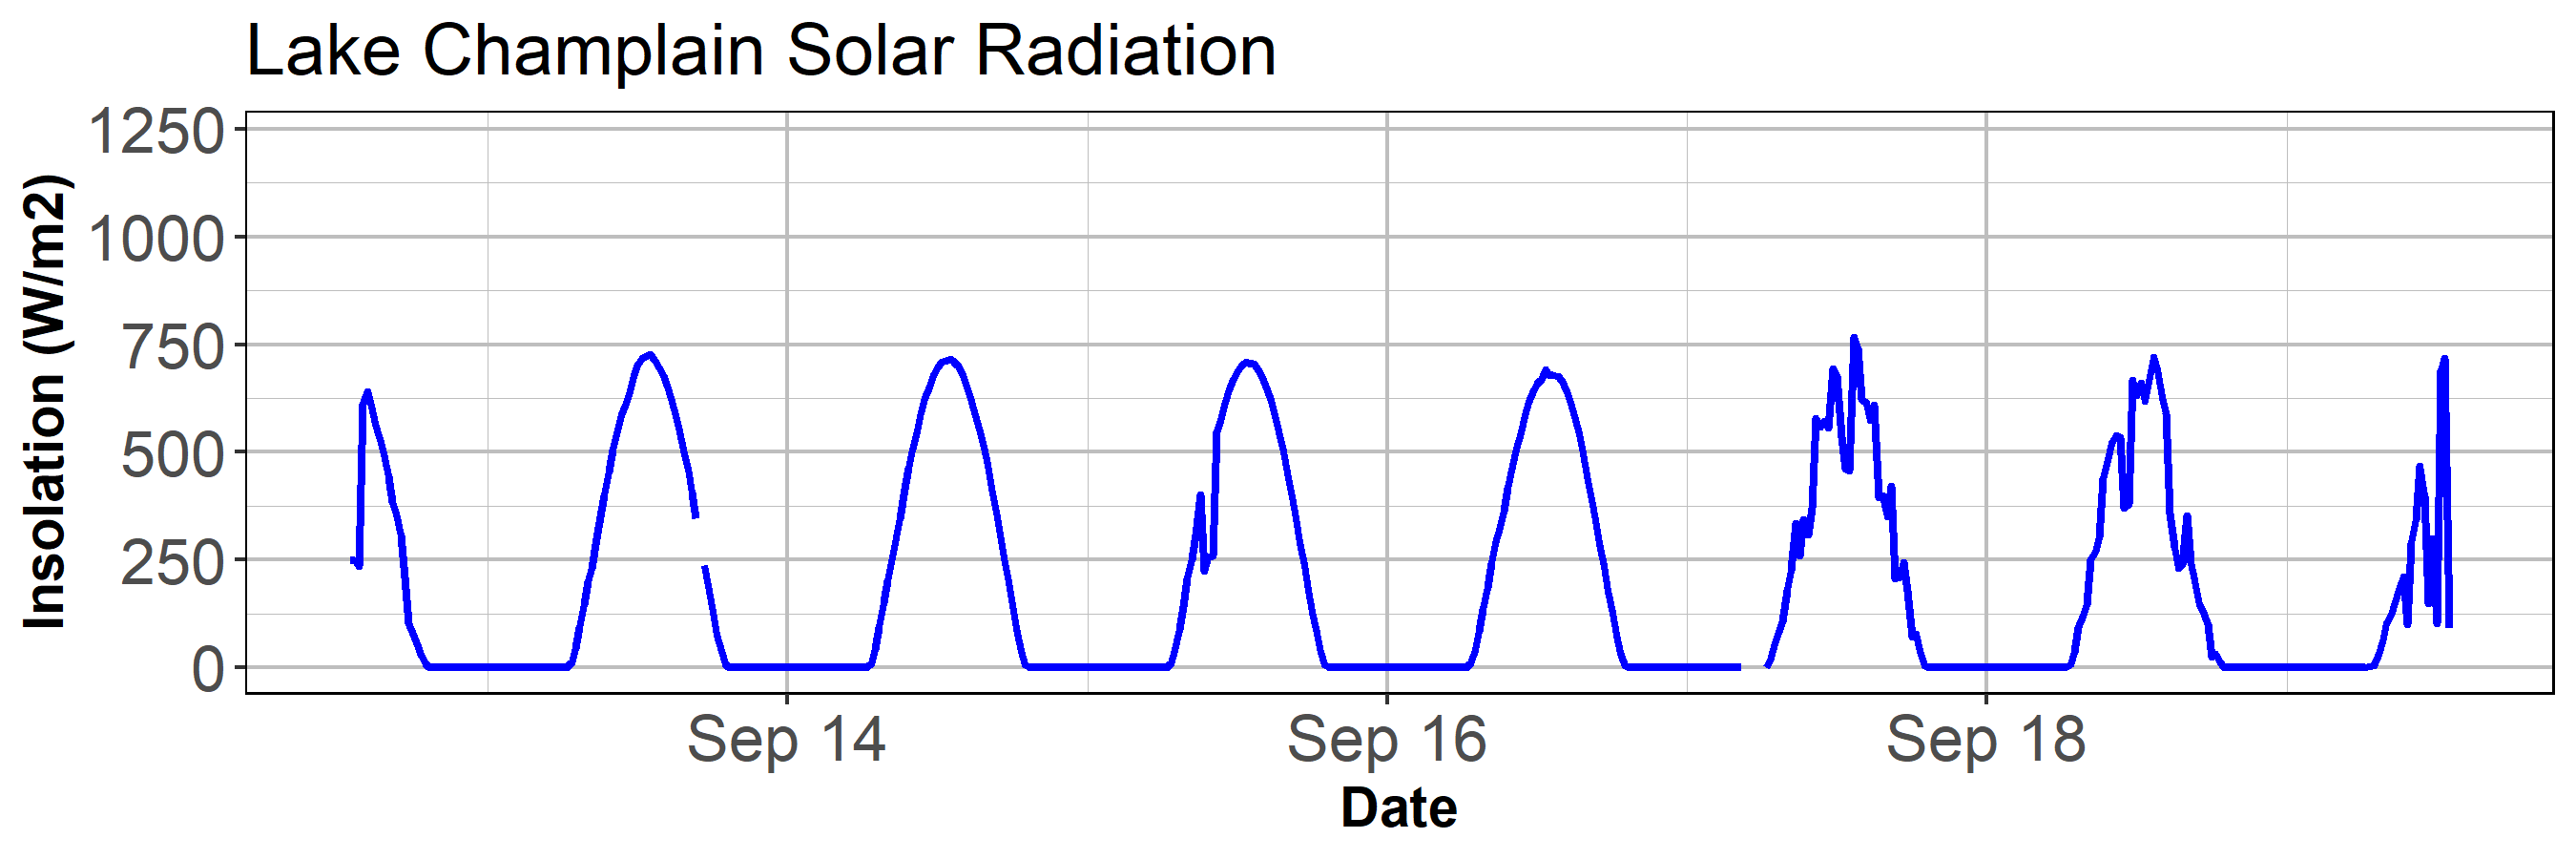 Lake Champlain Solar Radiation
1250
1000
750
500
250
0
Insolation (W/m2)
Sep 14 Sep 16 Sep 18
Date